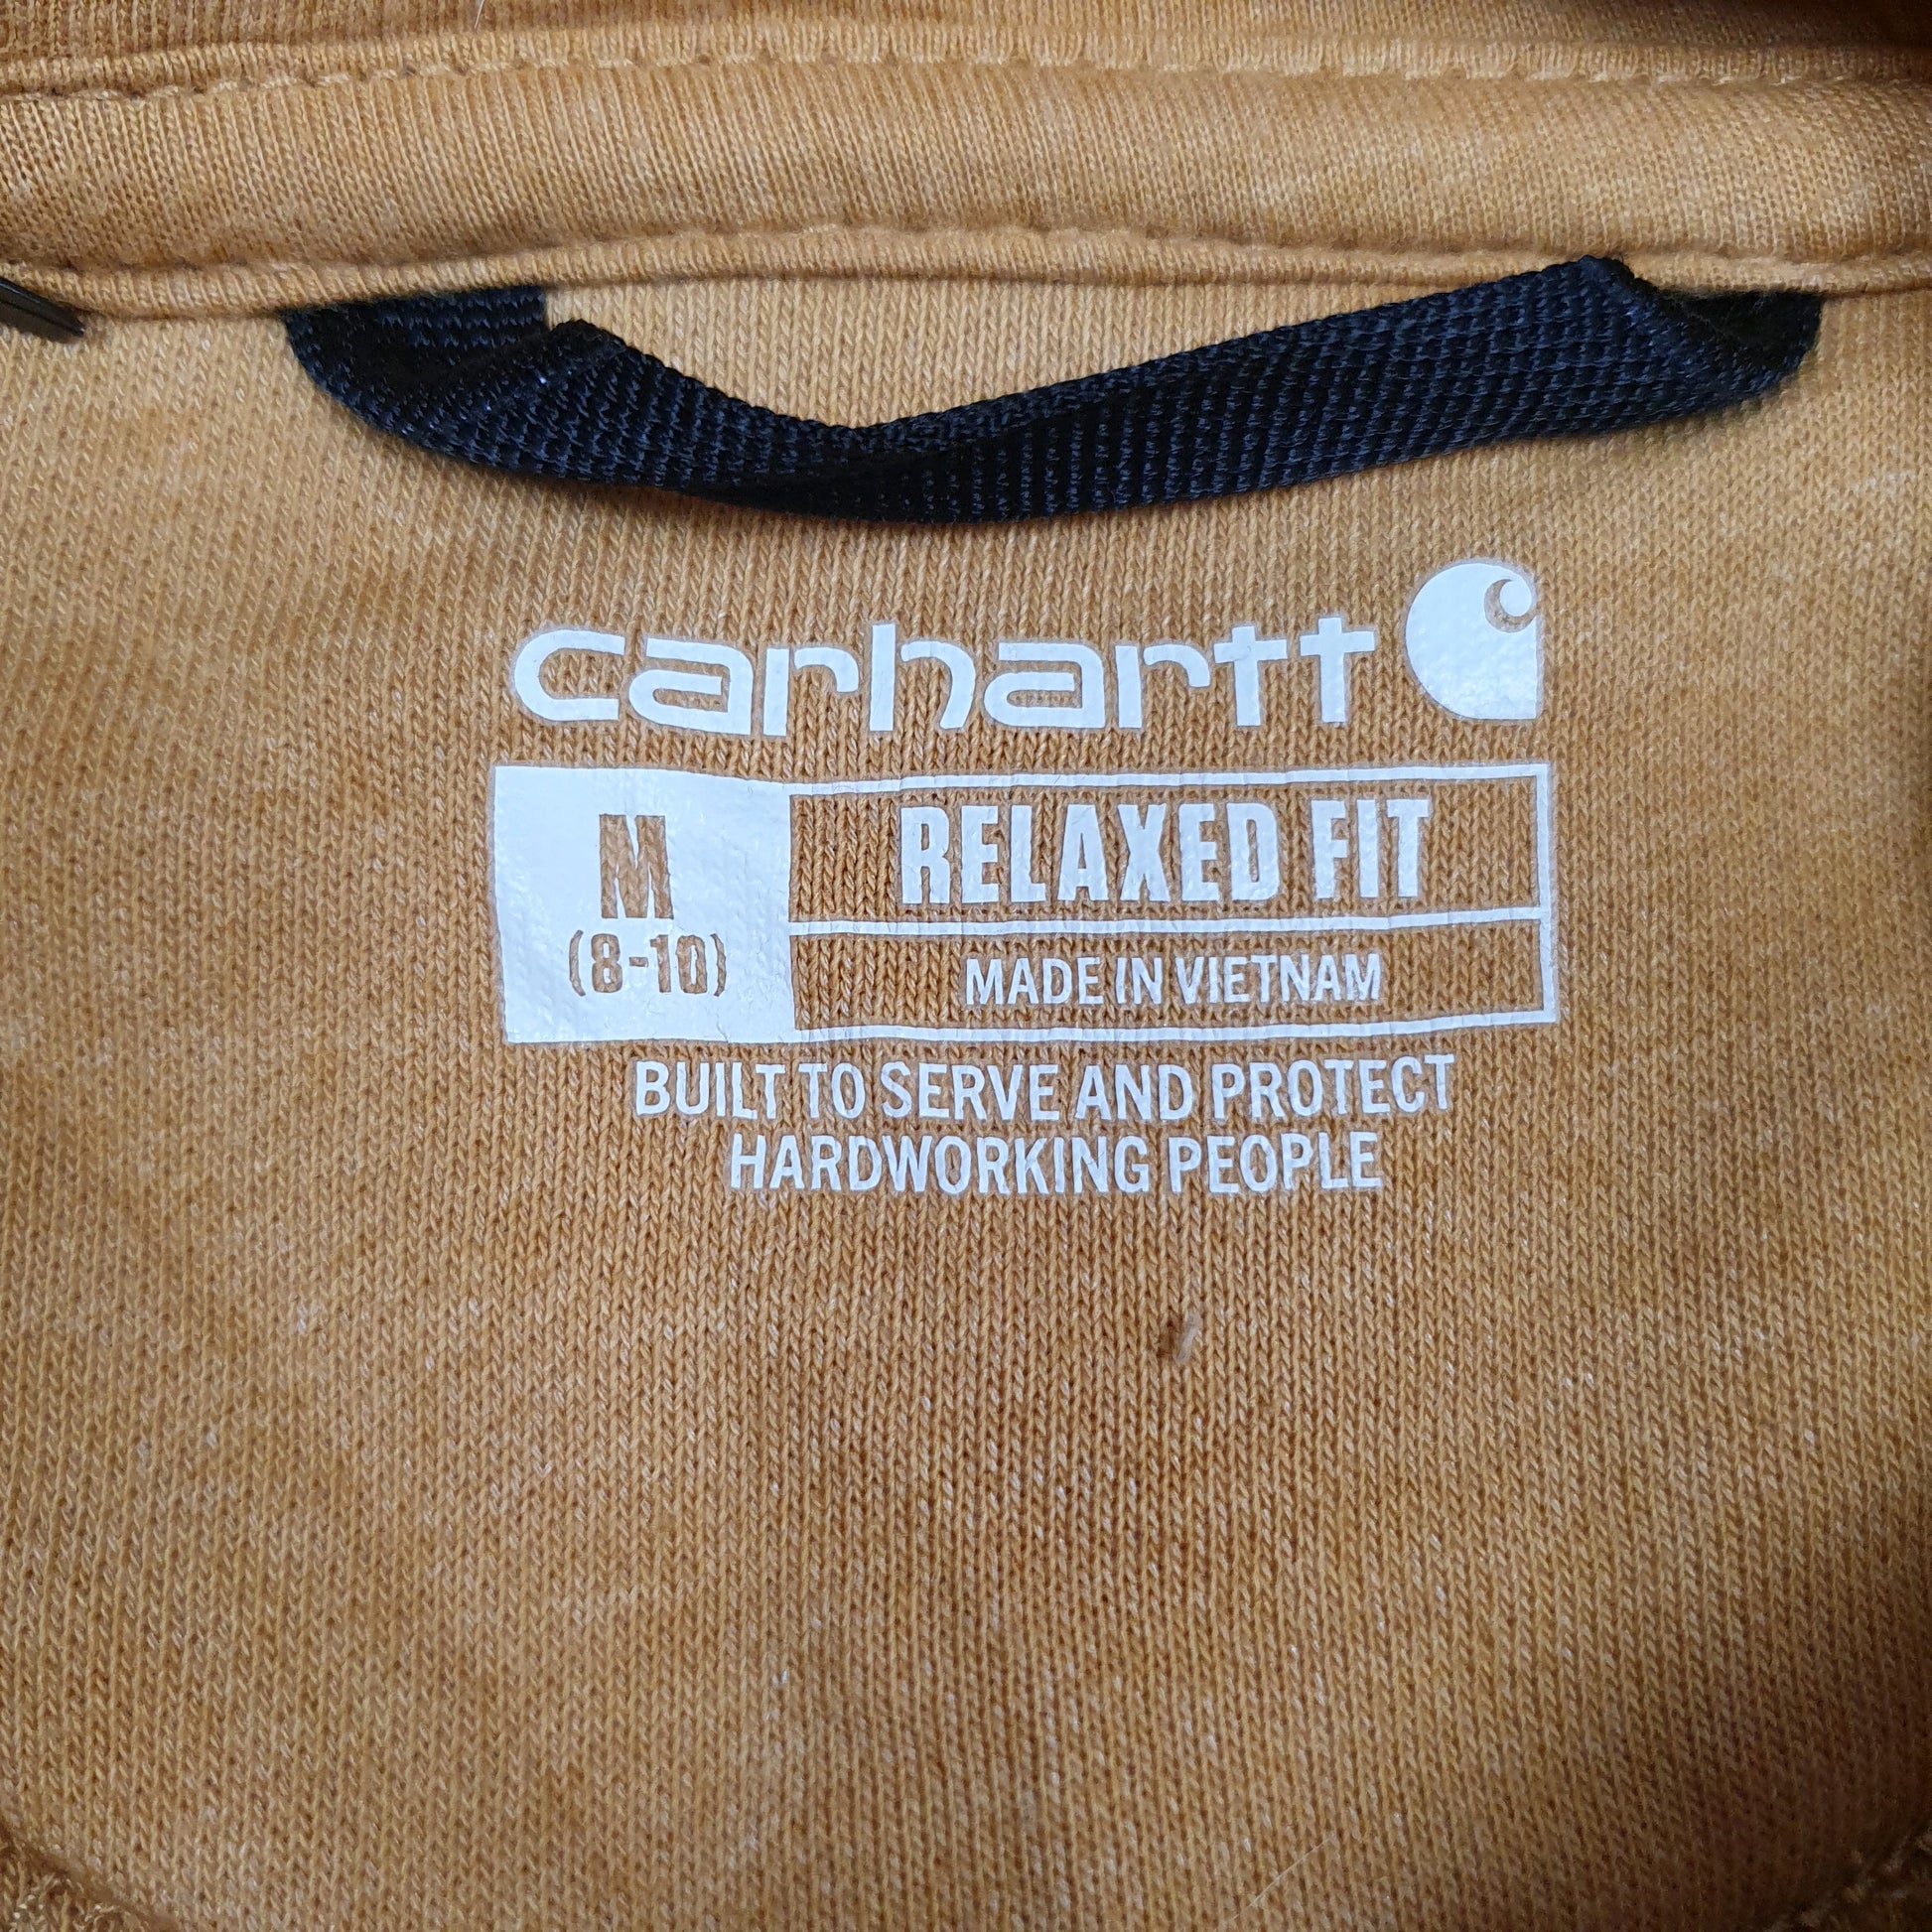 carhartt
M
(8-10)
RELAXED FIT
MADE IN VIETNAM
BUILT TO SERVE AND PROTECT
HARDWORKING PEOPLE